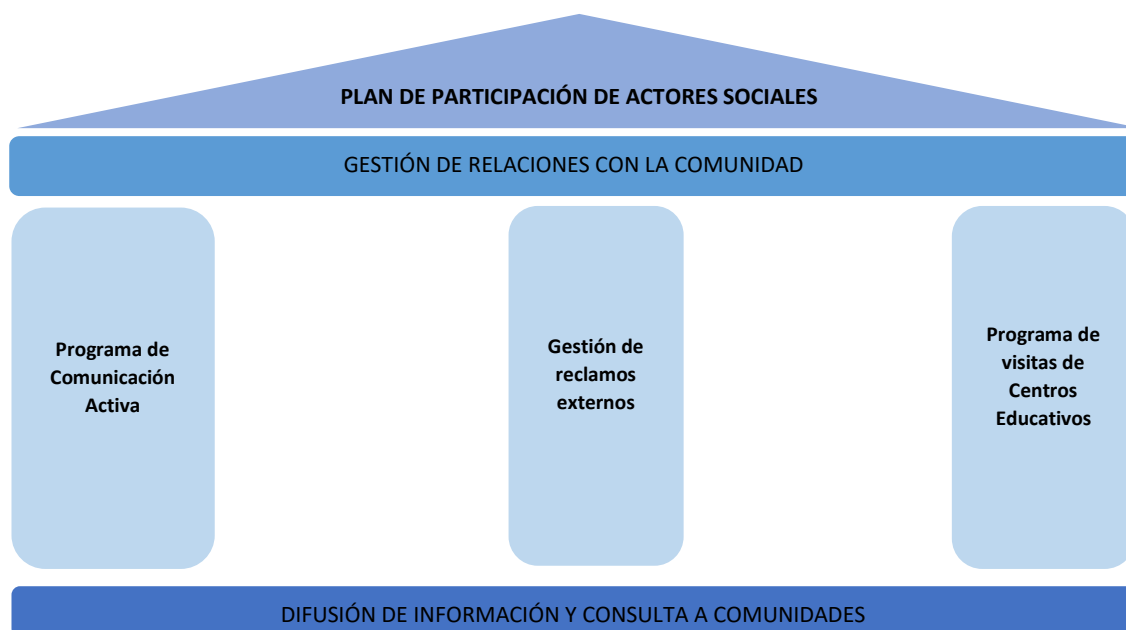 PLAN DE PARTICIPACIÓN DE ACTORES SOCIALES
GESTIÓN DE RELACIONES CON LA COMUNIDAD
Programa de
Comunicación
Activa
Gestión de
reclamos
externos
Programa de
visitas de
Centros
Educativos
DIFUSIÓN DE INFORMACIÓN Y CONSULTA A COMUNIDADES